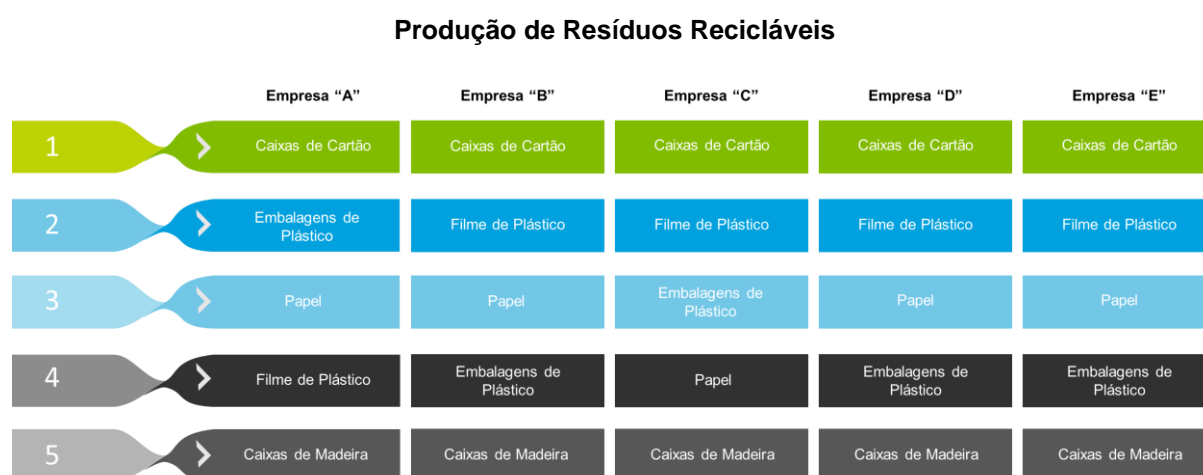 Produção de Resíduos Recicláveis
Empresa “A” Empresa “B” Empresa “C” Empresa “D” Empresa “E”
1 Caixas de Cartão Caixas de Cartão Caixas de Cartão Caixas de Cartão Caixas de Cartão
2 Embalagens de
Plástico Filme de Plástico Filme de Plástico Filme de Plástico Filme de Plástico
3 Papel Papel Embalagens de
Plástico Papel Papel
4 Filme de Plástico Embalagens de
Plástico Papel Embalagens de
Plástico Embalagens de
Plástico
5 Caixas de Madeira Caixas de Madeira Caixas de Madeira Caixas de Madeira Caixas de Madeira